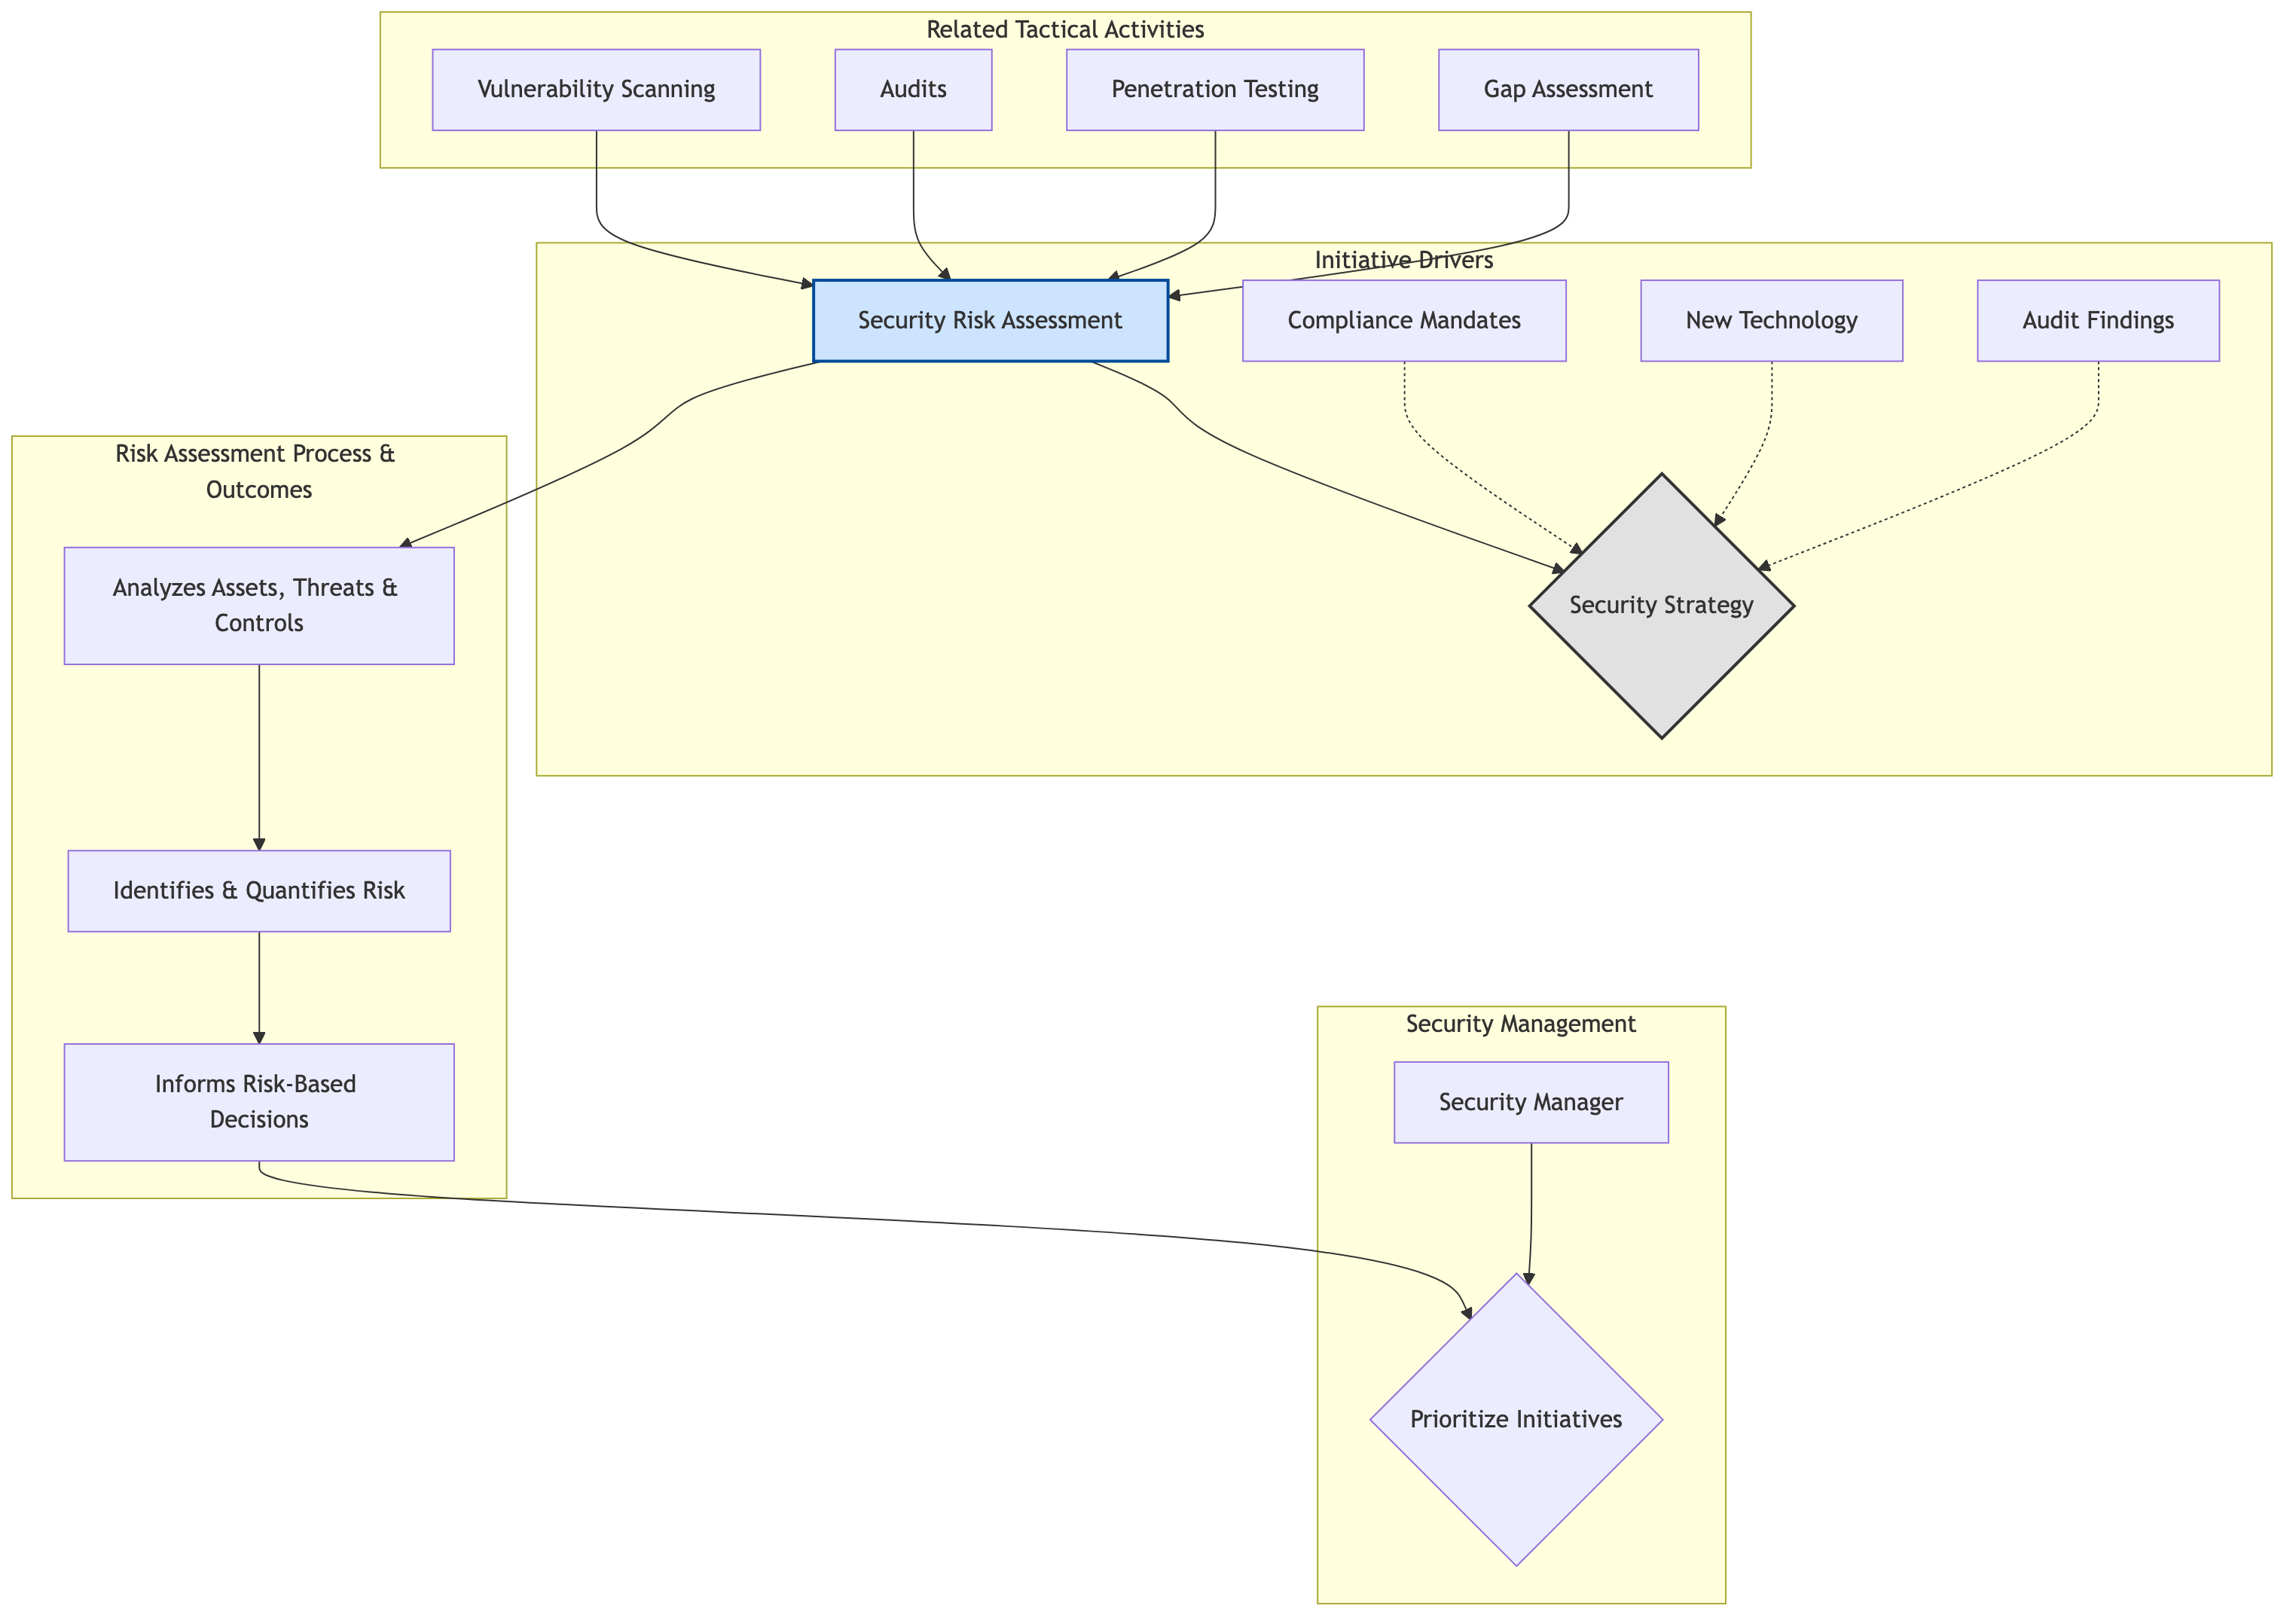 Related Tactical Activities
Vulnerability Scanning
Audits
Penetration Testing
Gap Assessment
Initiative Drivers
Security Risk Assessment
Compliance Mandates
New Technology
Audit Findings
Security Strategy
Risk Assessment Process &
Outcomes
Analyzes Assets, Threats &
Controls
Identifies & Quantifies Risk
Informs Risk-Based
Decisions
Security Management
Security Manager
Prioritize Initiatives